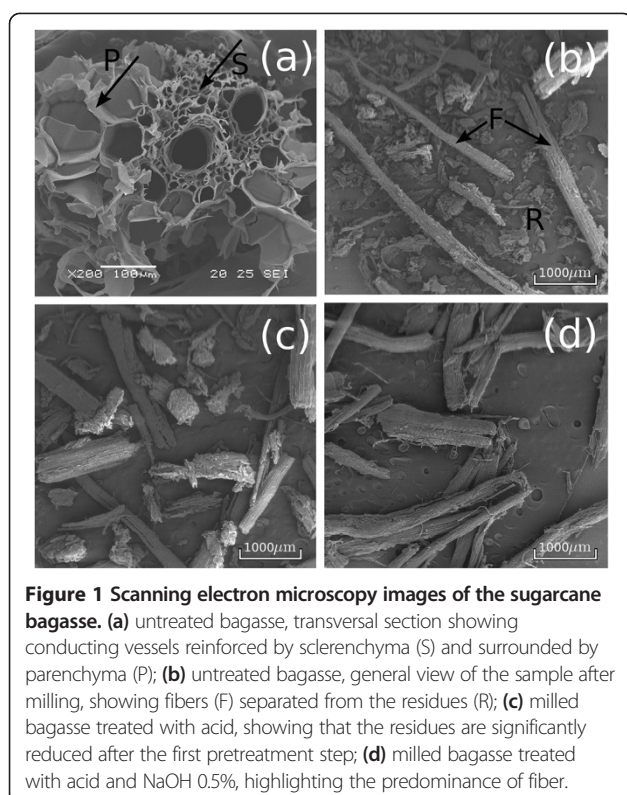 (a)
P
S
X200 100μm 20 25 SEI
(b)
F
R
1000μm
(c)
1000μm
(d)
1000μm
Figure 1 Scanning electron microscopy images of the sugarcane
bagasse. (a) untreated bagasse, transversal section showing
conducting vessels reinforced by sclerenchyma (S) and surrounded by
parenchyma (P); (b) untreated bagasse, general view of the sample after
milling, showing fibers (F) separated from the residues (R); (c) milled
bagasse treated with acid, showing that the residues are significantly
reduced after the first pretreatment step; (d) milled bagasse treated
with acid and NaOH 0.5%, highlighting the predominance of fiber.